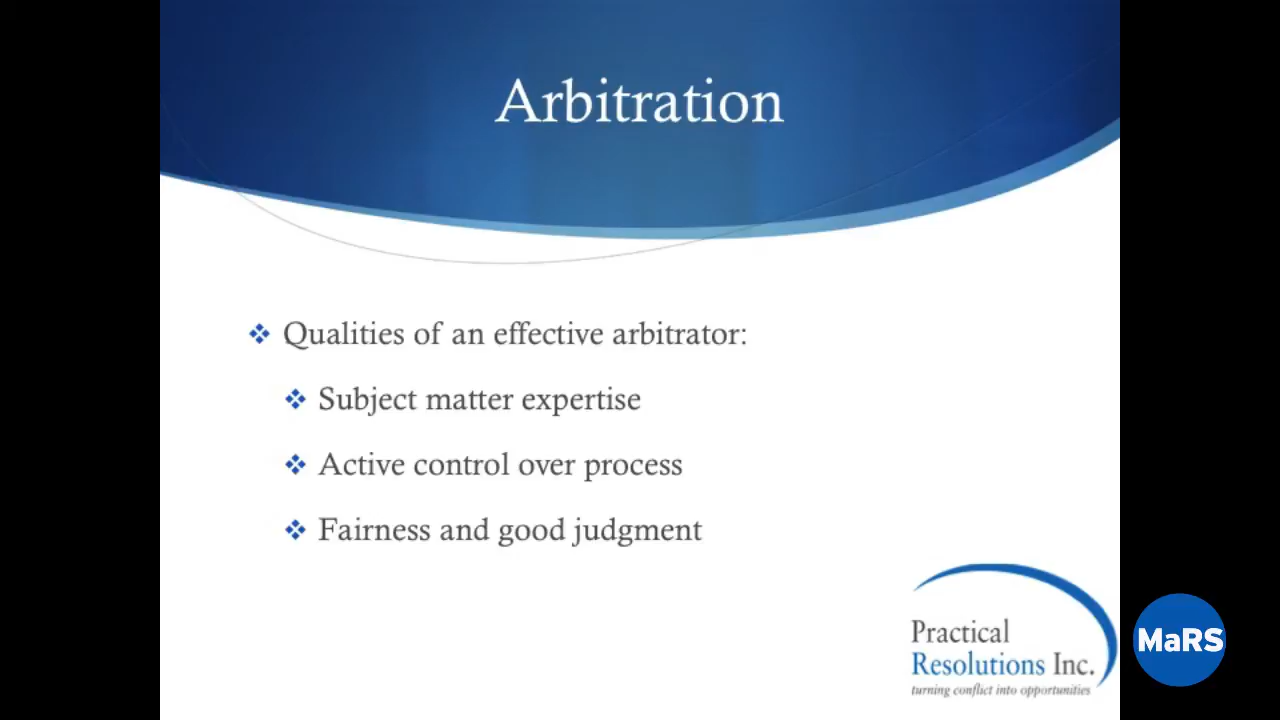 Arbitration
Qualities of an effective arbitrator:
Subject matter expertise
Active control over process
Fairness and good judgment
Practical
Resolutions Inc.
turning conflict into opportunities
MaRS